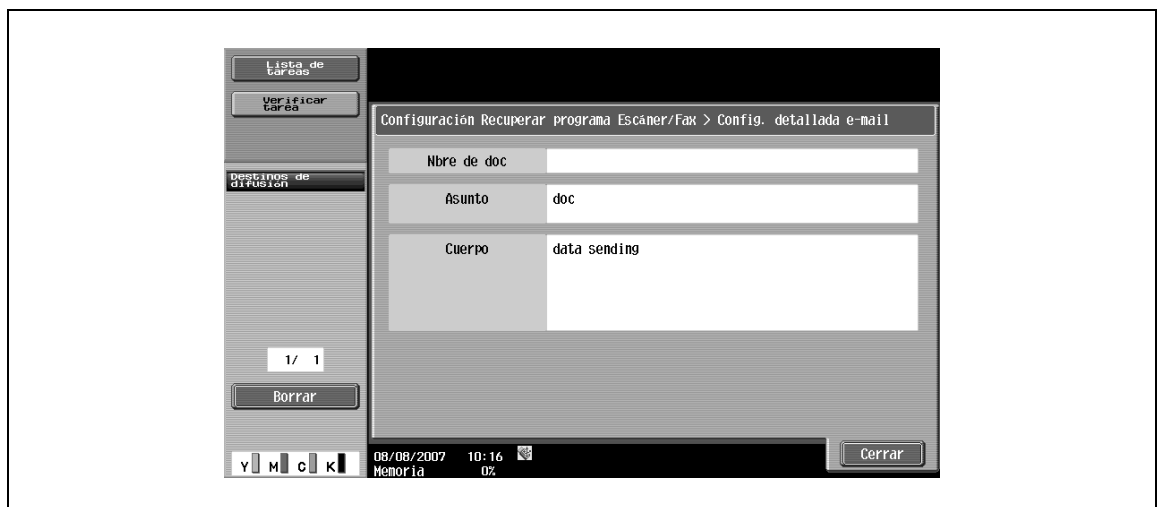 Lista de
tareas
Verificar
tarea
Configuración Recuperar programa Escáner/Fax > Config. detallada e-mail
Nbre de doc
Destinos de
difusión
Asunto doc
Cuerpo data sending
1/ 1
Borrar
Y M C K
08/08/2007 10:16
Memoria 0%
Cerrar